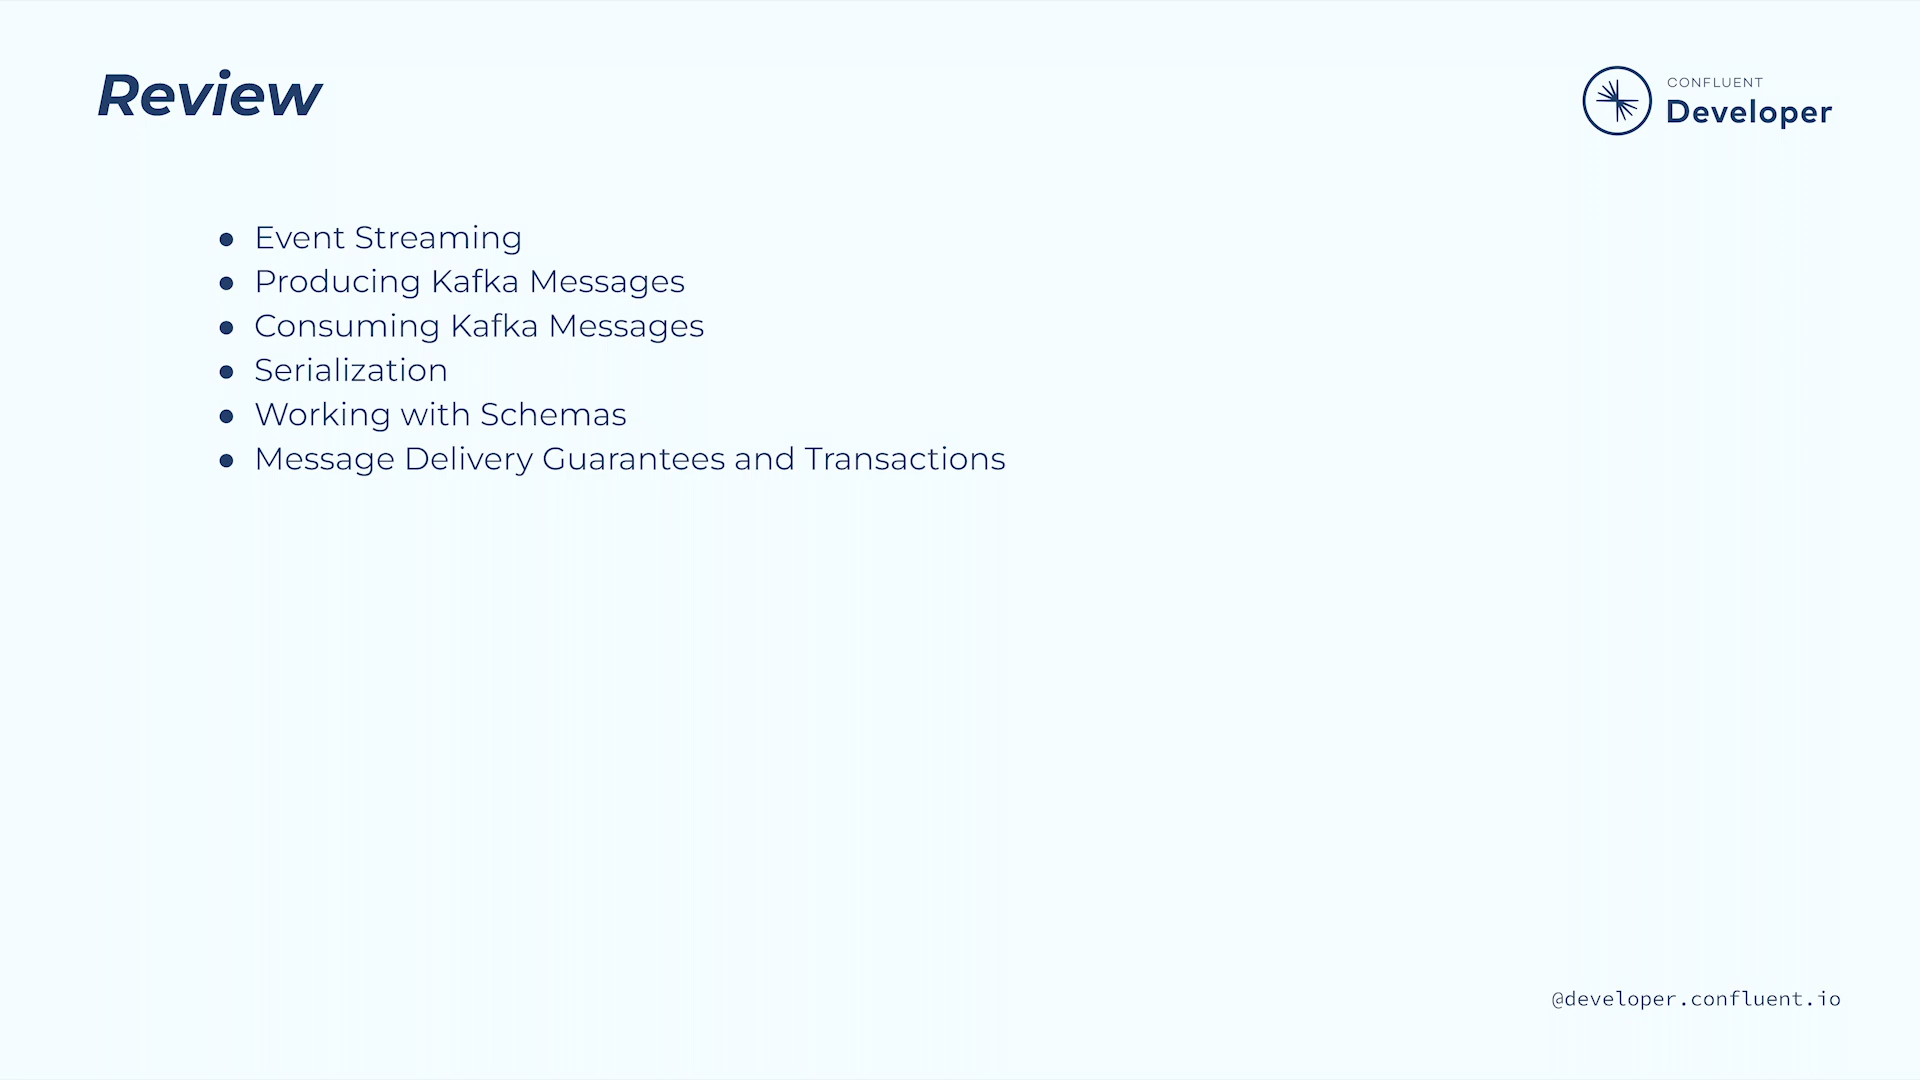 Review
CONFLUENT
Developer
● Event Streaming
● Producing Kafka Messages
● Consuming Kafka Messages
● Serialization
● Working with Schemas
● Message Delivery Guarantees and Transactions
@developer.confluent.io